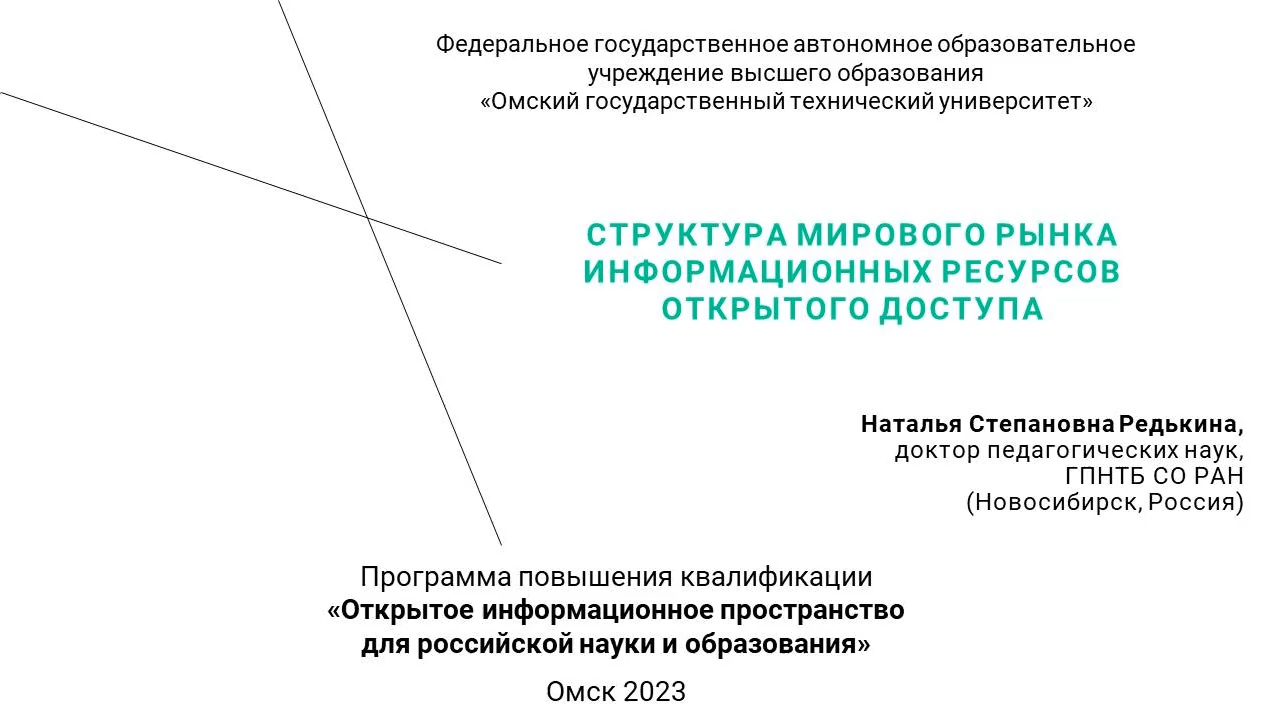 Федеральное государственное автономное образовательное
учреждение высшего образования
«Омский государственный технический университет»
СТРУКТУРА МИРОВОГО РЫНКА
ИНФОРМАЦИОННЫХ РЕСУРСОВ
ОТКРЫТОГО ДОСТУПА
Наталья Степановна Редькина,
доктор педагогических наук,
ГПНТБ СО РАН
(Новосибирск, Россия)
Программа повышения квалификации
«Открытое информационное пространство
для российской науки и образования»
Омск 2023